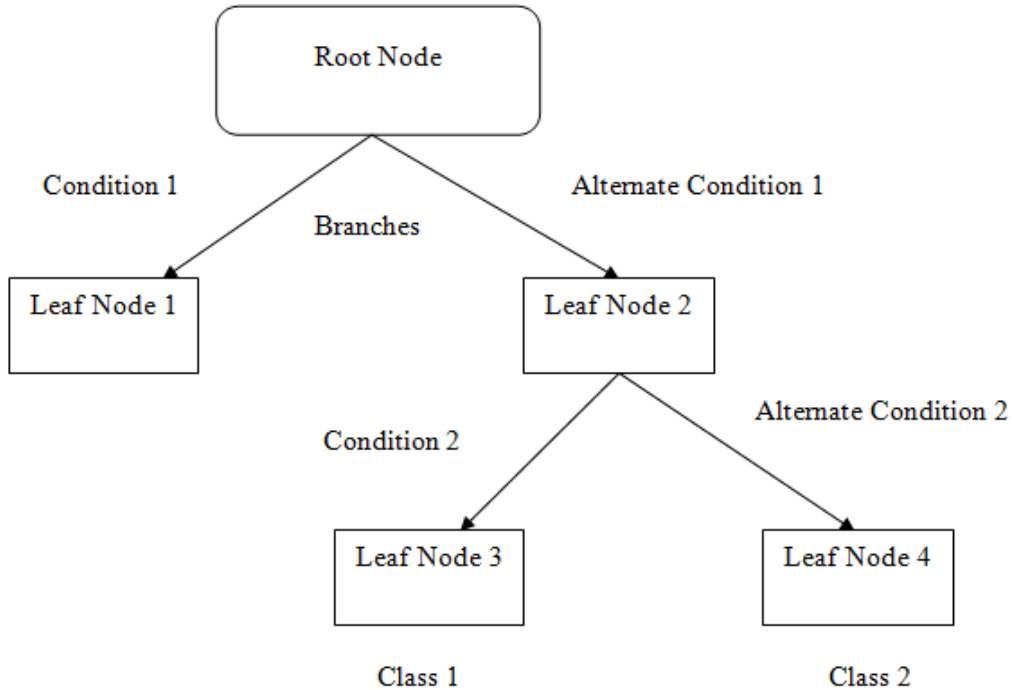 Root Node
Condition 1
Alternate Condition 1
Branches
Leaf Node 1
Leaf Node 2
Alternate Condition 2
Condition 2
Leaf Node 3
Leaf Node 4
Class 1
Class 2